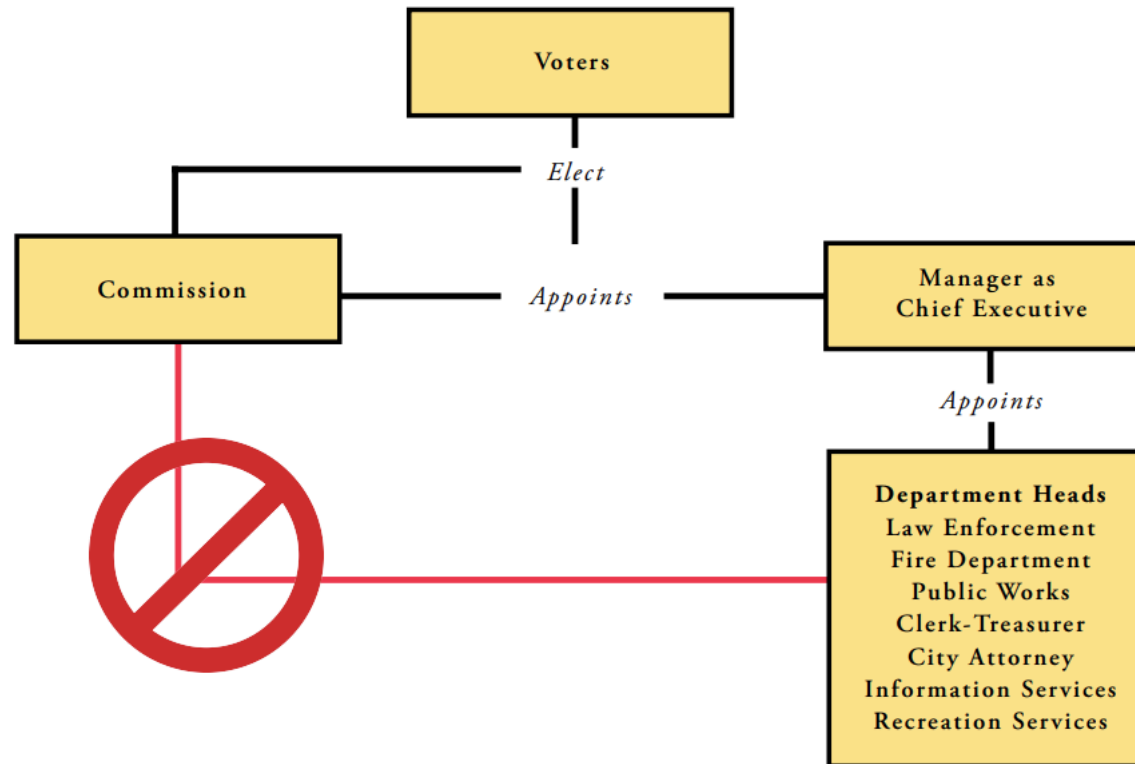 Voters
Elect
Commission
Appoints
Manager as
Chief Executive
Appoints
Department Heads
Law Enforcement
Fire Department
Public Works
Clerk-Treasurer
City Attorney
Information Services
Recreation Services